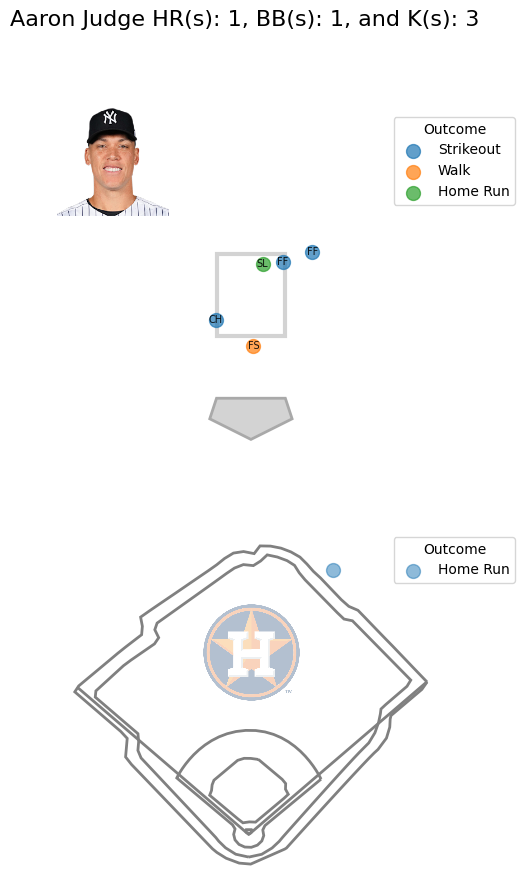 Aaron Judge HR(s): 1, BB(s): 1, and K(s): 3
Outcome
Strikeout
Walk
Home Run
FF
SL
FF
CH
FS
Outcome
Home Run
H
TM